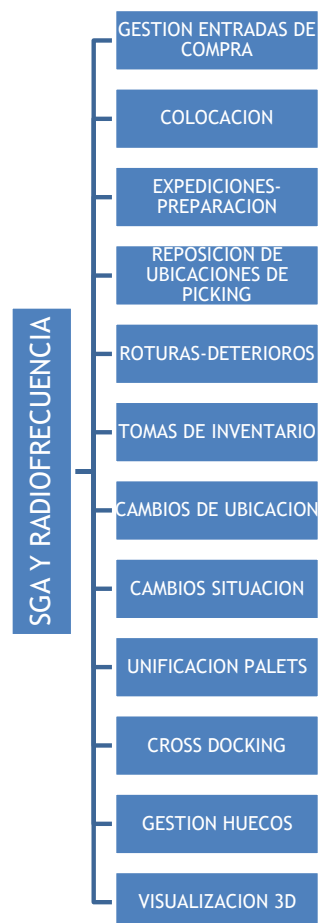 SGA Y RADIOFRECUENCIA
GESTION ENTRADAS DE
COMPRA
COLOCACION
EXPEDICIONES-
PREPARACION
REPOSICION DE
UBICACIONES DE
PICKING
ROTURAS-DETERIOROS
TOMAS DE INVENTARIO
CAMBIOS DE UBICACION
CAMBIOS SITUACION
UNIFICACION PALETS
CROSS DOCKING
GESTION HUECOS
VISUALIZACION 3D